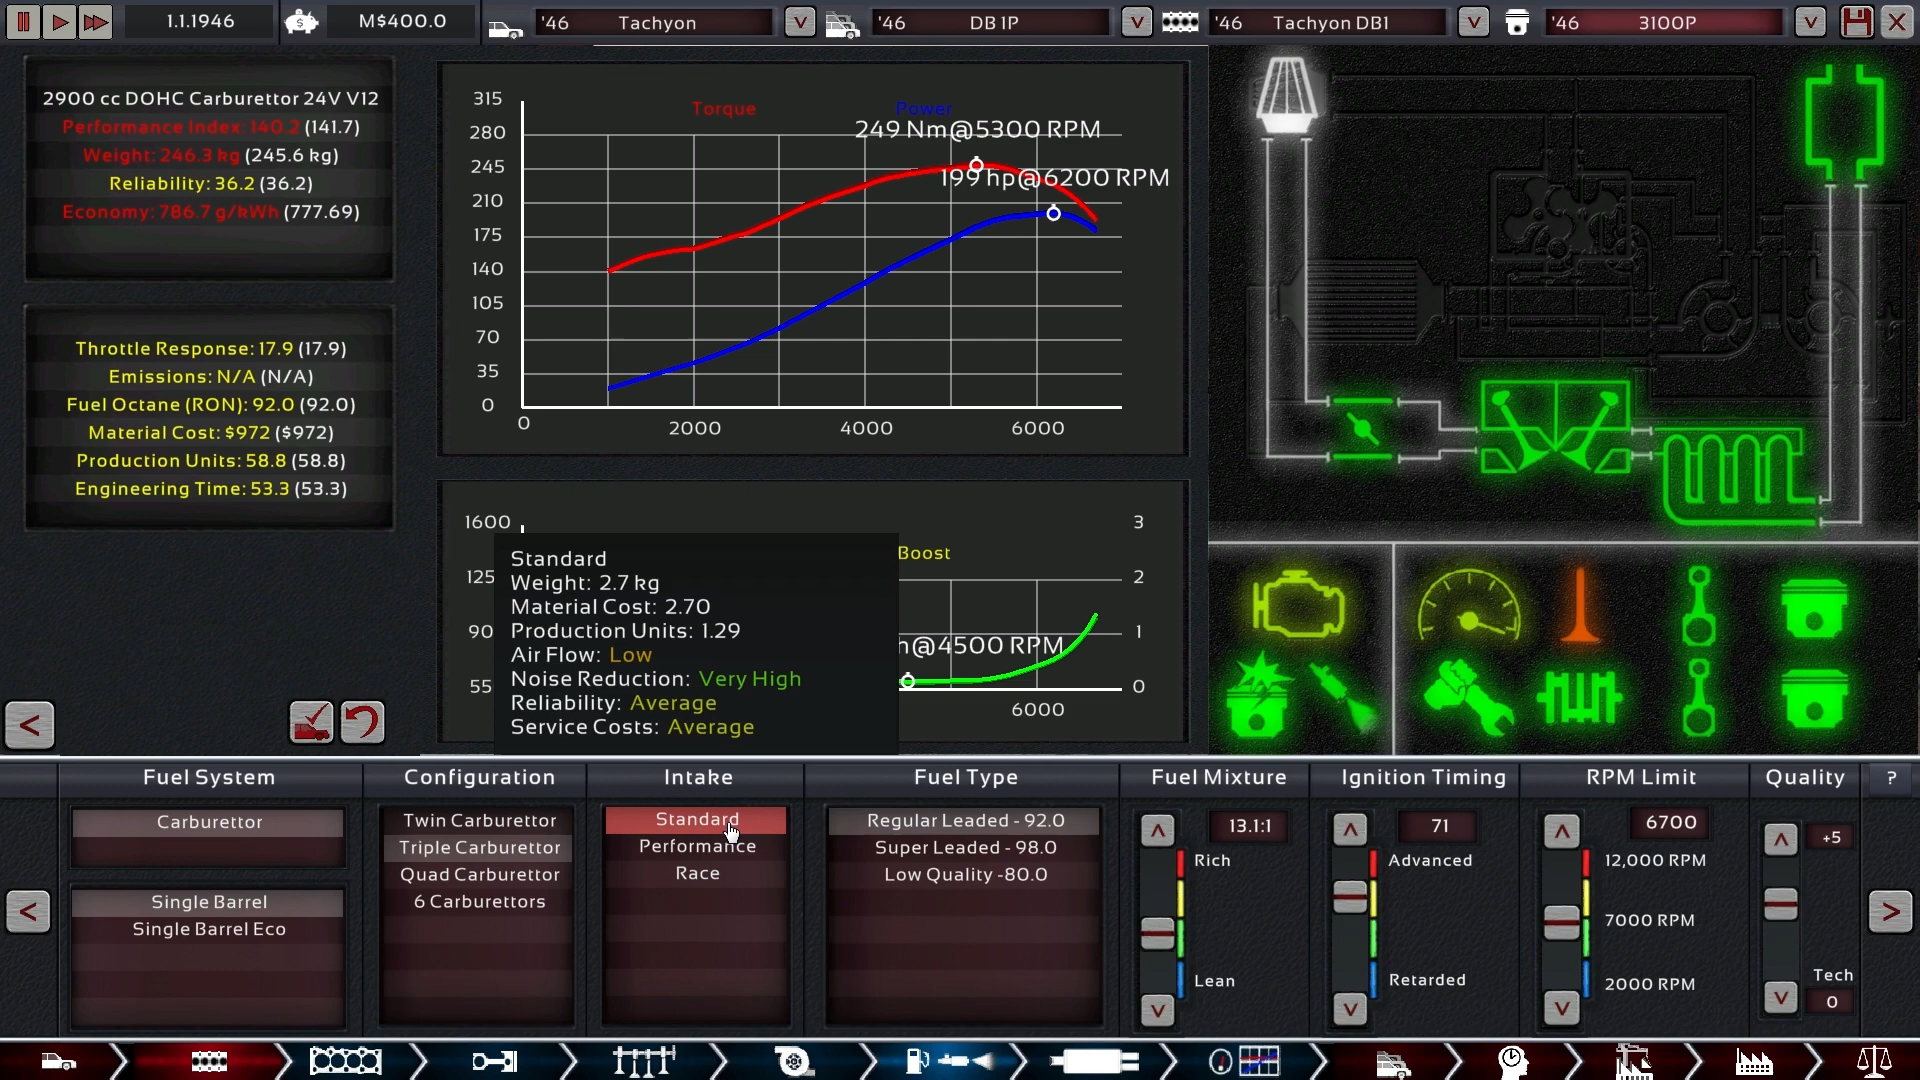 1.1.1946
M$400.0
'46 Tachyon V
'46 DB 1P V
'46 Tachyon DB1 V
'46 3100P V
2900 cc DOHC Carburettor 24V V12
Performance Index: 140.2 (141.7)
Weight: 246.3 kg (245.6 kg)
Reliability: 36.2 (36.2)
Economy: 786.7 g/kWh (777.69)
Throttle Response: 17.9 (17.9)
Emissions: N/A (N/A)
Fuel Octane (RON): 92.0 (92.0)
Material Cost: $972 ($972)
Production Units: 58.8 (58.8)
Engineering Time: 53.3 (53.3)
Torque
Power
249 Nm@5300 RPM
199 hp@6200 RPM
315
280
245
210
175
140
105
70
35
0
0 2000 4000 6000
1600
125
90
55
Boost
h@4500 RPM
3
2
1
0
6000
Standard
Weight: 2.7 kg
Material Cost: 2.70
Production Units: 1.29
Air Flow: Low
Noise Reduction: Very High
Reliability: Average
Service Costs: Average
Fuel System
Carburettor
Single Barrel
Single Barrel Eco
Configuration
Twin Carburettor
Triple Carburettor
Quad Carburettor
6 Carburettors
Intake
Standard
Performance
Race
Fuel Type
Regular Leaded - 92.0
Super Leaded - 98.0
Low Quality -80.0
Fuel Mixture
13.1:1
Rich
Lean
Ignition Timing
71
Advanced
Retarded
RPM Limit
6700
12,000 RPM
7000 RPM
2000 RPM
Quality
+5
Tech
0
?